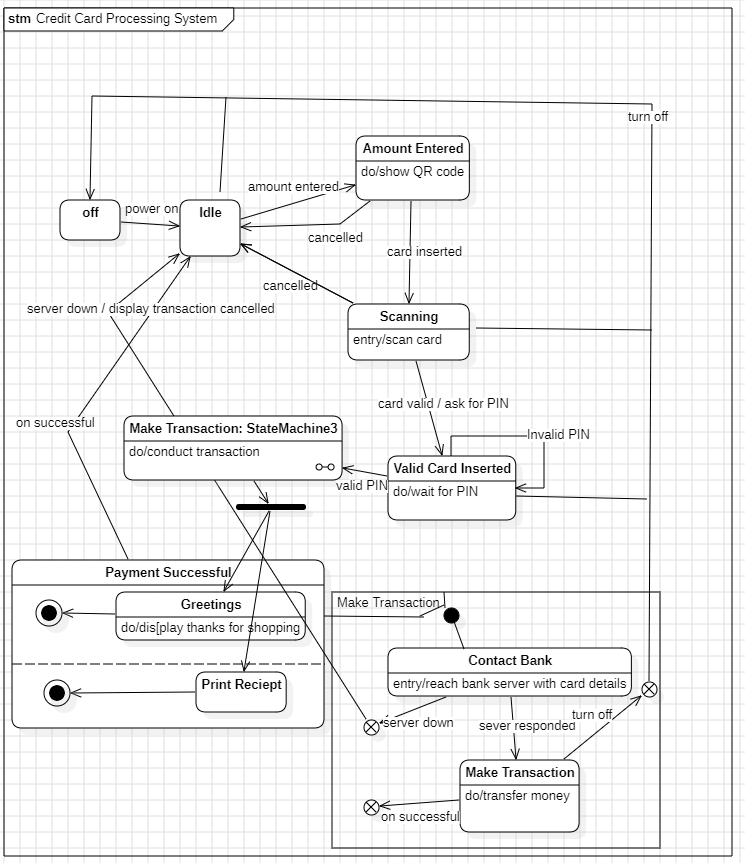 stm Credit Card Processing System
turn off
Amount Entered
do/show QR code
amount entered
off
power on
Idle
cancelled
card inserted
cancelled
server down / display transaction cancelled
Scanning
entry/scan card
card valid / ask for PIN
on successful
Make Transaction: StateMachine3
do/conduct transaction
Invalid PIN
Valid Card Inserted
do/wait for PIN
valid PIN
Payment Successful
Greetings
do/dis[play thanks for shopping
Print Reciept
Make Transaction
Contact Bank
entry/reach bank server with card details
server down
sever responded
turn off
Make Transaction
do/transfer money
on successful